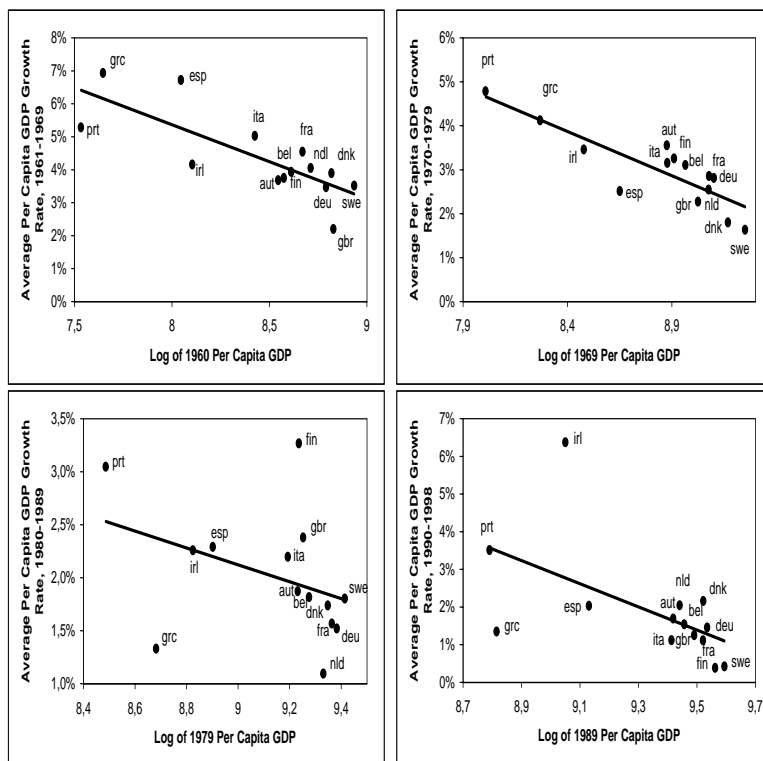 Average Per Capita GDP Growth
Rate, 1961-1969
8%
7%
6%
5%
4%
3%
2%
1%
0%
grc
esp
prt
irl
ita
fra
bel
ndl
dnk
aut
fin
deu
swe
gbr
7,5
8
8,5
9
Log of 1960 Per Capita GDP
Average Per Capita GDP Growth
Rate, 1970-1979
6%
5%
4%
3%
2%
1%
0%
prt
grc
irl
aut
fin
ita
bel
fra
deu
esp
gbr
nld
dnk
swe
7,9
8,4
8,9
Log of 1969 Per Capita GDP
Average Per Capita GDP Growth
Rate, 1980-1989
3,5%
3,0%
2,5%
2,0%
1,5%
1,0%
prt
fin
esp
gbr
irl
ita
aut
bel
swe
dnk
fra
deu
grc
nld
8,4
8,6
8,8
9
9,2
9,4
Log of 1979 Per Capita GDP
Average Per Capita GDP Growth
Rate, 1990-1998
7%
6%
5%
4%
3%
2%
1%
0%
irl
prt
nld
dnk
esp
aut
bel
grc
deu
ita
gbr
fra
fin
swe
8,7
8,9
9,1
9,3
9,5
9,7
Log of 1989 Per Capita GDP